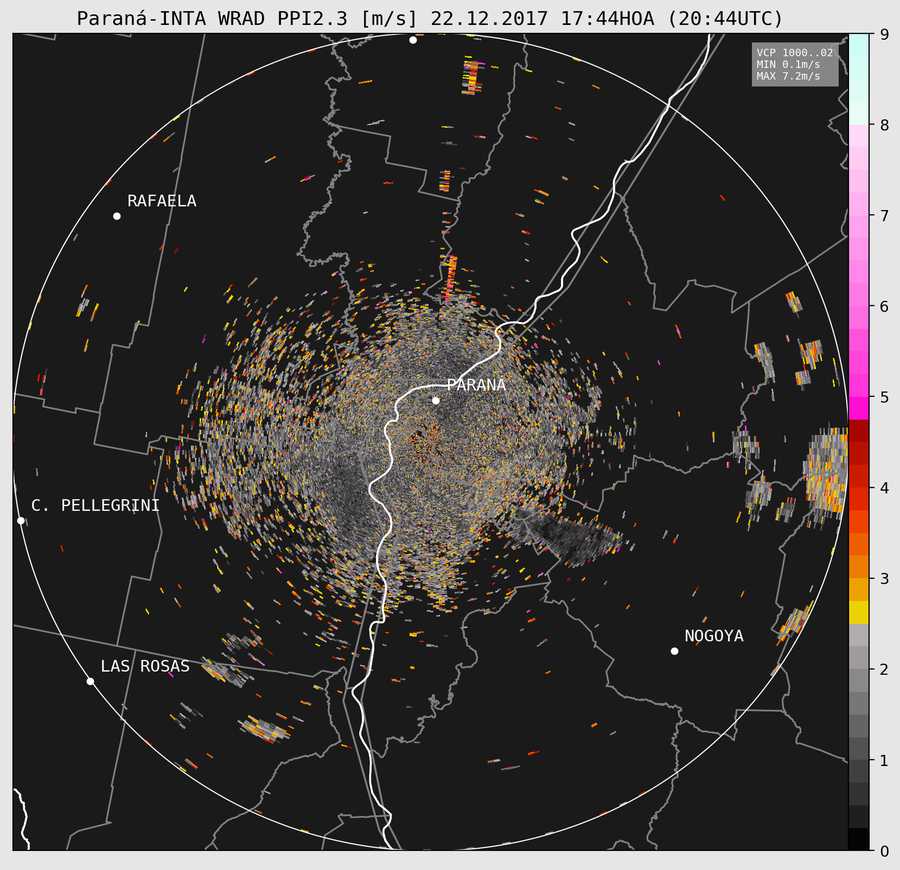 Paraná-INTA WRAD PPI2.3 [m/s] 22.12.2017 17:44HOA (20:44UTC)
VCP 1000..02
MIN 0.1m/s
MAX 7.2m/s
9
8
7
6
5
4
3
2
1
0
RAFAELA
PARANÁ
C. PELLEGRINI
NOGOYA
LAS ROSAS